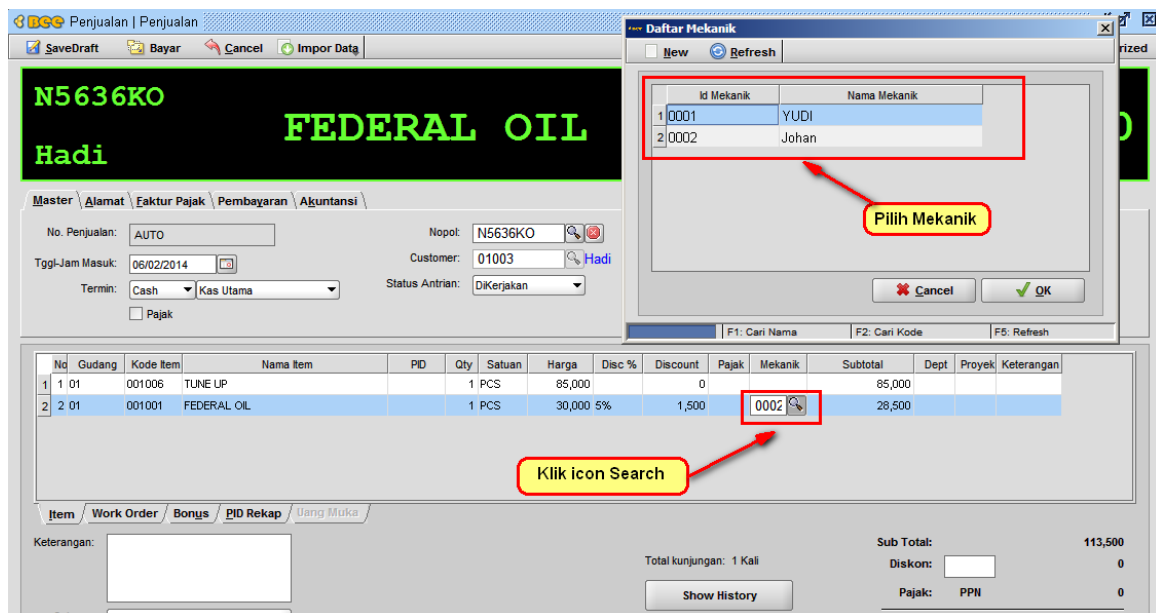 BEE Penjualan | Penjualan
SaveDraft Bayar Cancel Impor Data
rized
N5636KO
FEDERAL OIL
Hadi
Daftar Mekanik
New Refresh
Id Mekanik Nama Mekanik
1 0001 YUDI
2 0002 Johan
Pilih Mekanik
Cancel OK
F1: Cari Nama F2: Cari Kode F5: Refresh
Master Alamat Faktur Pajak Pembayaran Akuntansi
No. Penjualan: AUTO Nopol: N5636KO
Tggl-Jam Masuk: 06/02/2014 Customer: 01003 Hadi
Termin: Cash Kas Utama Status Antrian: DiKerjakan
Pajak
No Gudang Kode Item Nama Item PID Qty Satuan Harga Disc % Discount Pajak Mekanik Subtotal Dept Proyek Keterangan
1 1 01 001006 TUNE UP 1 PCS 85,000 0 85,000
2 2 01 001001 FEDERAL OIL 1 PCS 30,000 5% 1,500 0002 28,500
Klik icon Search
Item Work Order Bonus PID Rekap Uang Muka
Keterangan:
Total kunjungan: 1 Kali
Show History
Sub Total: 113,500
Diskon: 0
Pajak: PPN 0